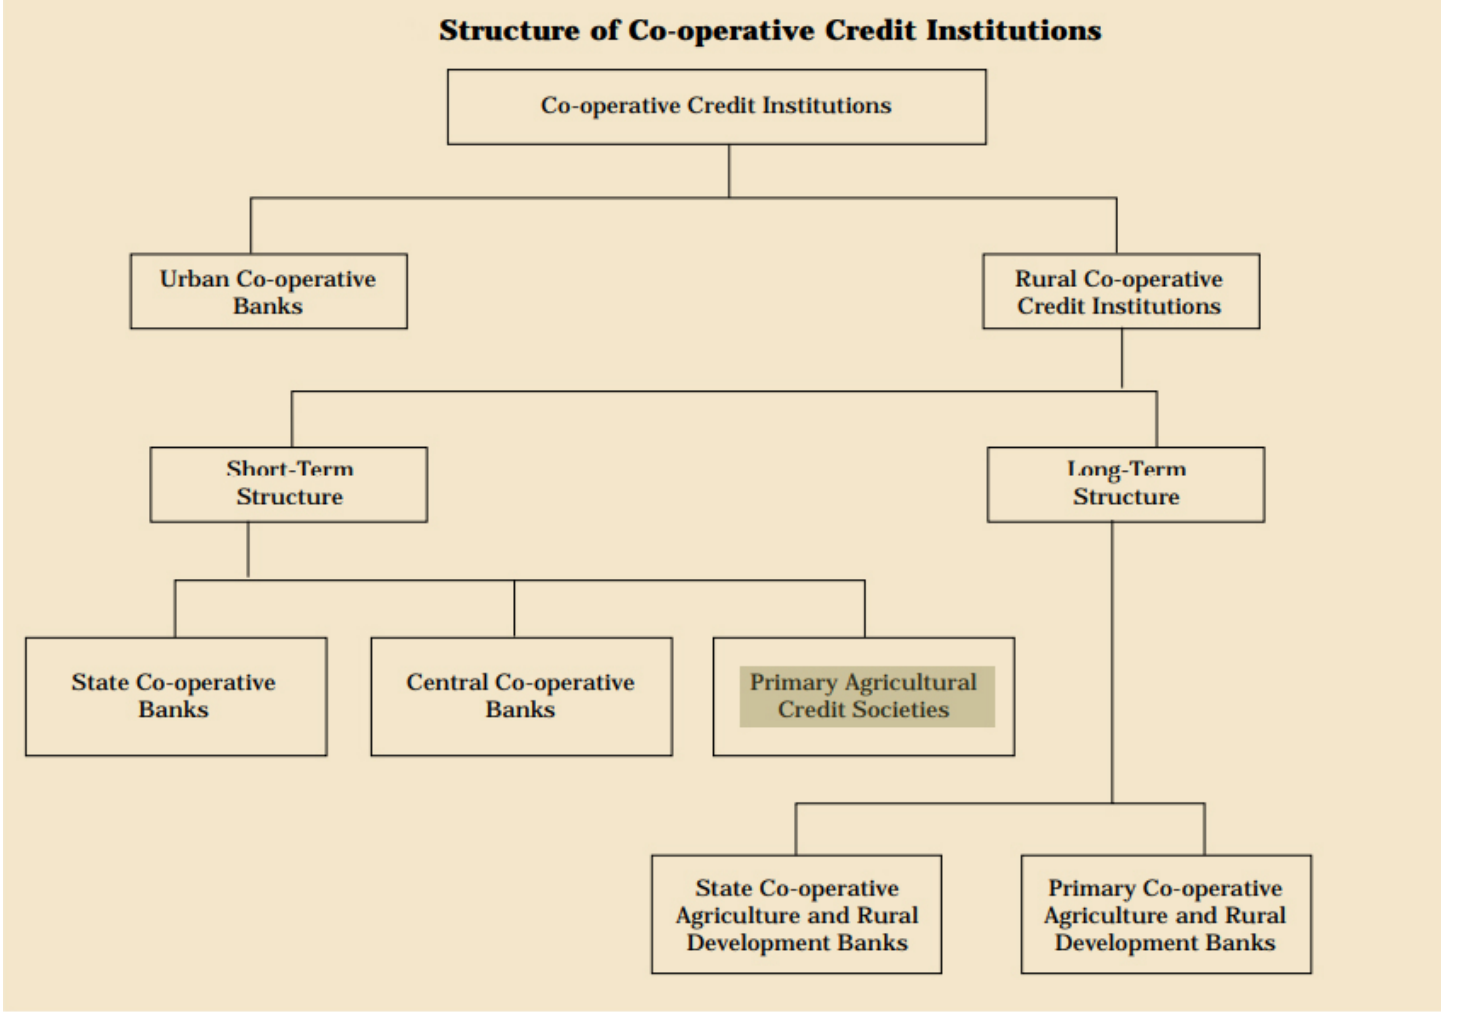 Structure of Co-operative Credit Institutions
Co-operative Credit Institutions
Urban Co-operative
Banks
Rural Co-operative
Credit Institutions
Short-Term
Structure
Long-Term
Structure
State Co-operative
Banks
Central Co-operative
Banks
Primary Agricultural
Credit Societies
State Co-operative
Agriculture and Rural
Development Banks
Primary Co-operative
Agriculture and Rural
Development Banks